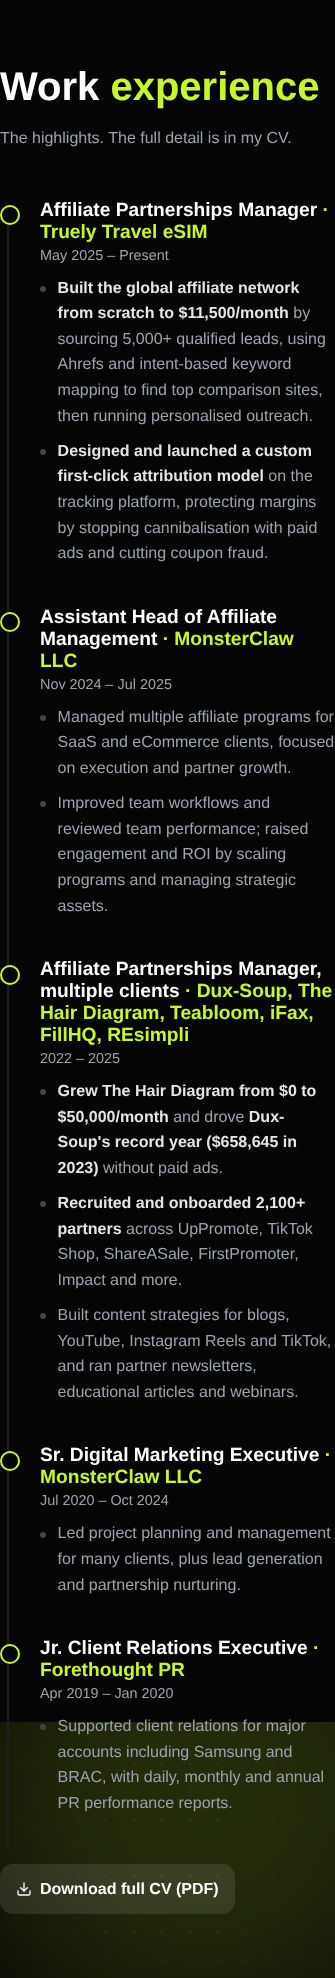 Work experience
The highlights. The full detail is in my CV.
Affiliate Partnerships Manager ·
Truely Travel eSIM
May 2025 – Present
Built the global affiliate network
from scratch to $11,500/month by
sourcing 5,000+ qualified leads, using
Ahrefs and intent-based keyword
mapping to find top comparison sites,
then running personalised outreach.
Designed and launched a custom
first-click attribution model on the
tracking platform, protecting margins
by stopping cannibalisation with paid
ads and cutting coupon fraud.
Assistant Head of Affiliate
Management · MonsterClaw
LLC
Nov 2024 – Jul 2025
Managed multiple affiliate programs for
SaaS and eCommerce clients, focused
on execution and partner growth.
Improved team workflows and
reviewed team performance; raised
engagement and ROI by scaling
programs and managing strategic
assets.
Affiliate Partnerships Manager,
multiple clients · Dux-Soup, The
Hair Diagram, Teabloom, iFax,
FillHQ, REsimpli
2022 – 2025
Grew The Hair Diagram from $0 to
$50,000/month and drove Dux-
Soup's record year ($658,645 in
2023) without paid ads.
Recruited and onboarded 2,100+
partners across UpPromote, TikTok
Shop, ShareASale, FirstPromoter,
Impact and more.
Built content strategies for blogs,
YouTube, Instagram Reels and TikTok,
and ran partner newsletters,
educational articles and webinars.
Sr. Digital Marketing Executive ·
MonsterClaw LLC
Jul 2020 – Oct 2024
Led project planning and management
for many clients, plus lead generation
and partnership nurturing.
Jr. Client Relations Executive ·
Forethought PR
Apr 2019 – Jan 2020
Supported client relations for major
accounts including Samsung and
BRAC, with daily, monthly and annual
PR performance reports.
Download full CV (PDF)